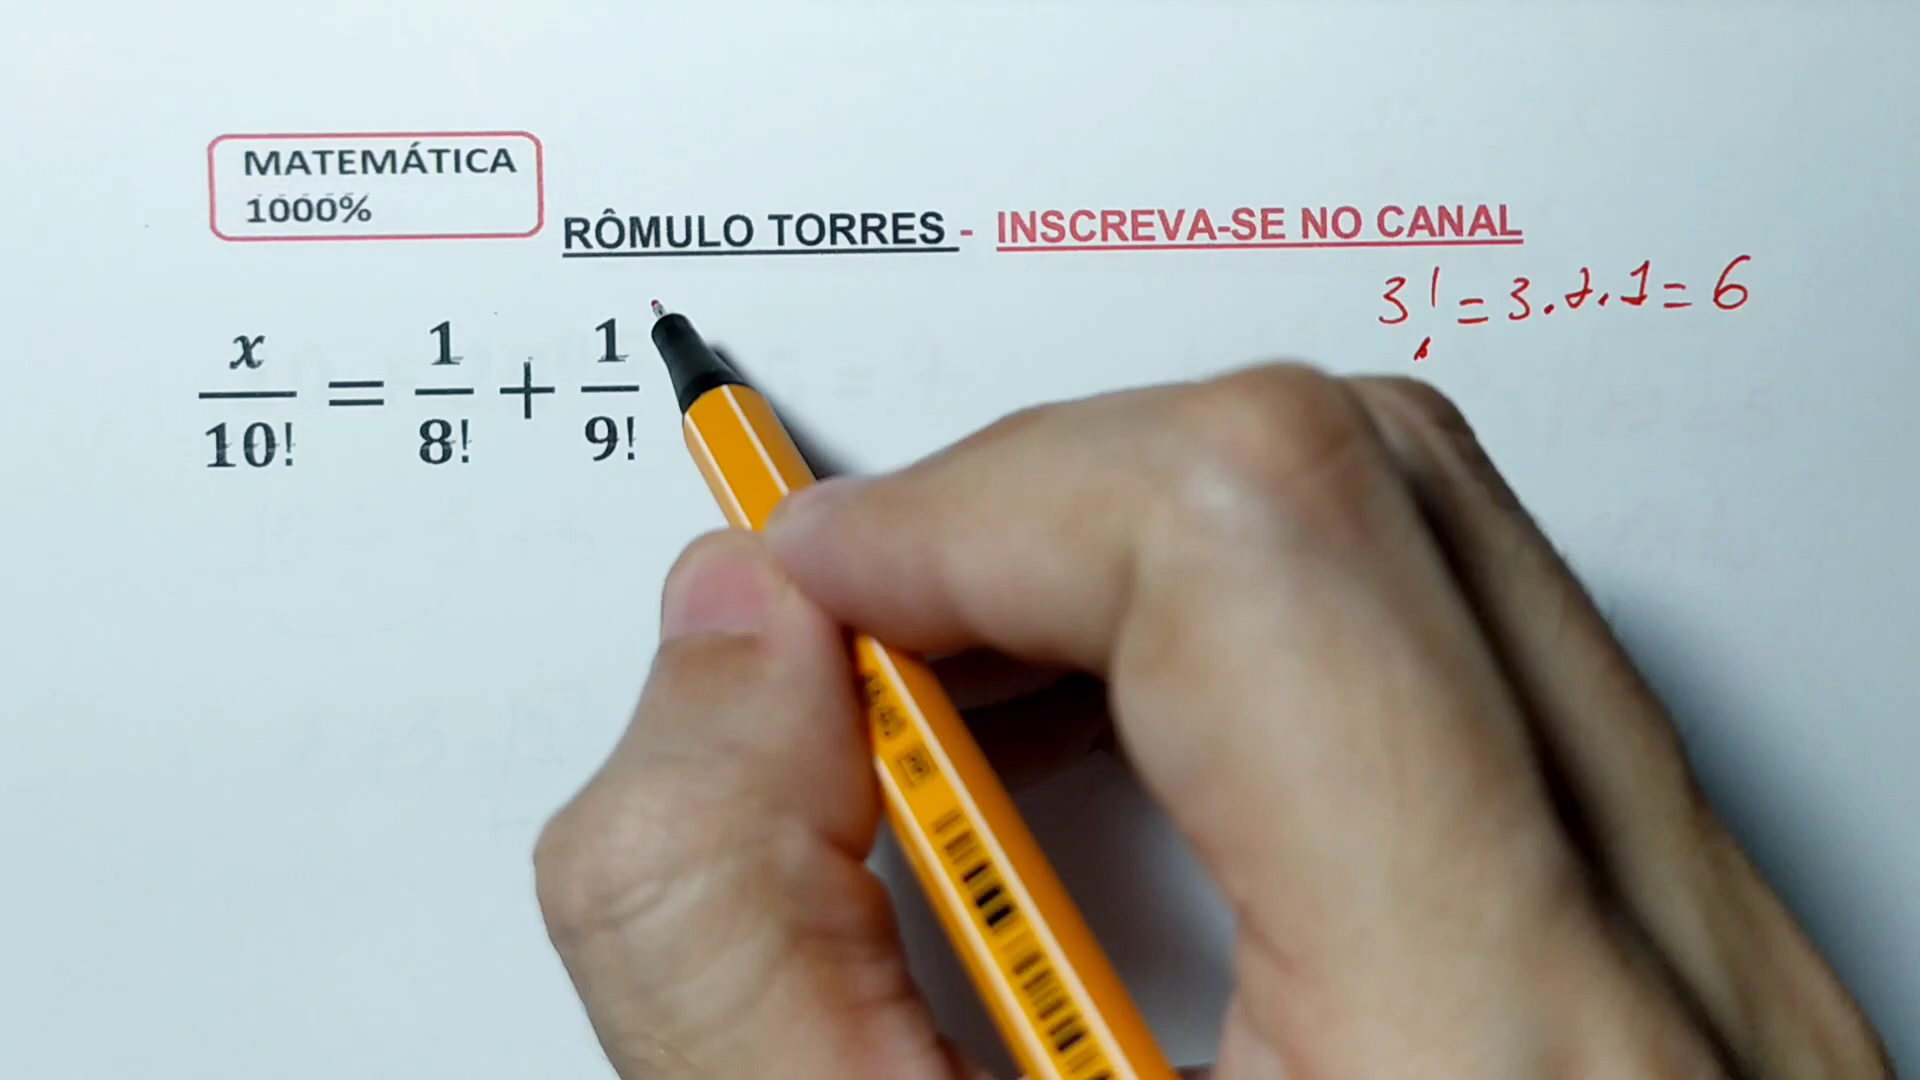 MATEMÁTICA
1000%
RÔMULO TORRES - INSCREVA-SE NO CANAL
3! = 3.2.1 = 6
x/10! = 1/8! + 1/9!